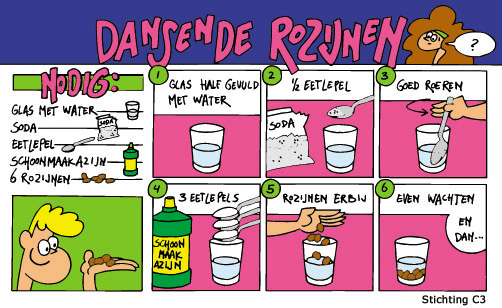 DANSENDE ROZIJNEN
?
NODIG:
GLAS MET WATER
SODA
SODA
EETLEPEL
SCHOONMAAKAZIJN
6 ROZIJNEN
1
GLAS HALF GEVULD
MET WATER
2
½ EETLEPEL
SODA
3
GOED ROEREN
4
3 EETLEPELS
SCHOON
MAAK
AZIJN
5
ROZIJNEN ERBIJ
6
EVEN WACHTEN
EN
DAN...
Stichting C3